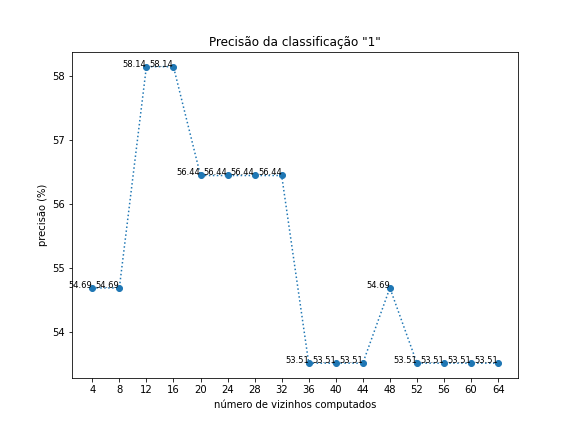 Precisão da classificação "1"
58.14 58.14
56.44 56.44 56.44 56.44
54.69 54.69 54.69
53.51 53.51 53.51 53.51 53.51 53.51 53.51
58
57
56
55
54
precisão (%)
4 8 12 16 20 24 28 32 36 40 44 48 52 56 60 64
número de vizinhos computados